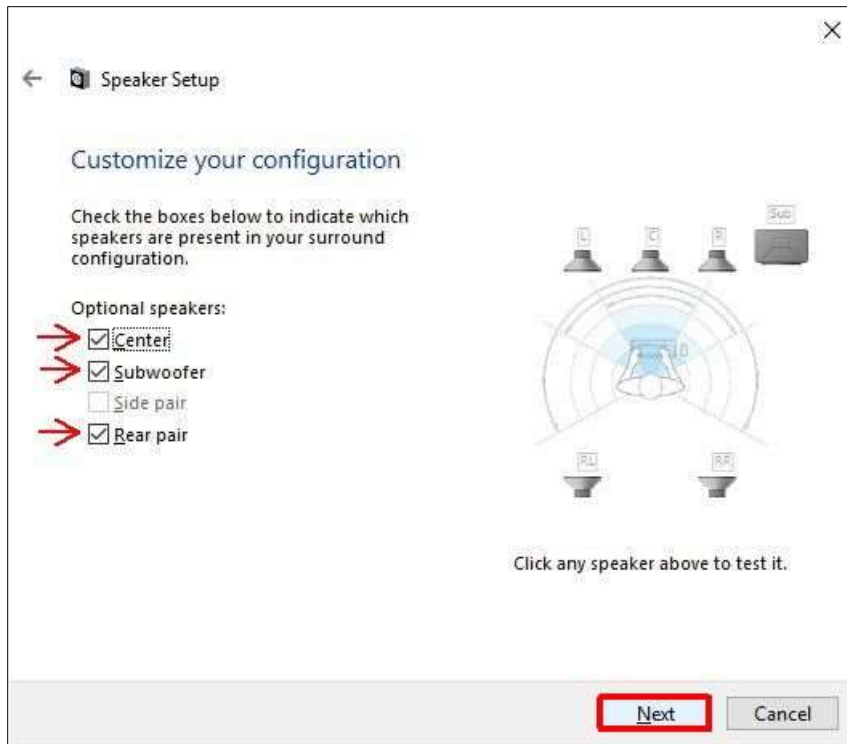 Speaker Setup
Customize your configuration
Check the boxes below to indicate which
speakers are present in your surround
configuration.
Optional speakers:
Center
Subwoofer
Side pair
Rear pair
Sub
L C R
RL RR
Click any speaker above to test it.
Next Cancel